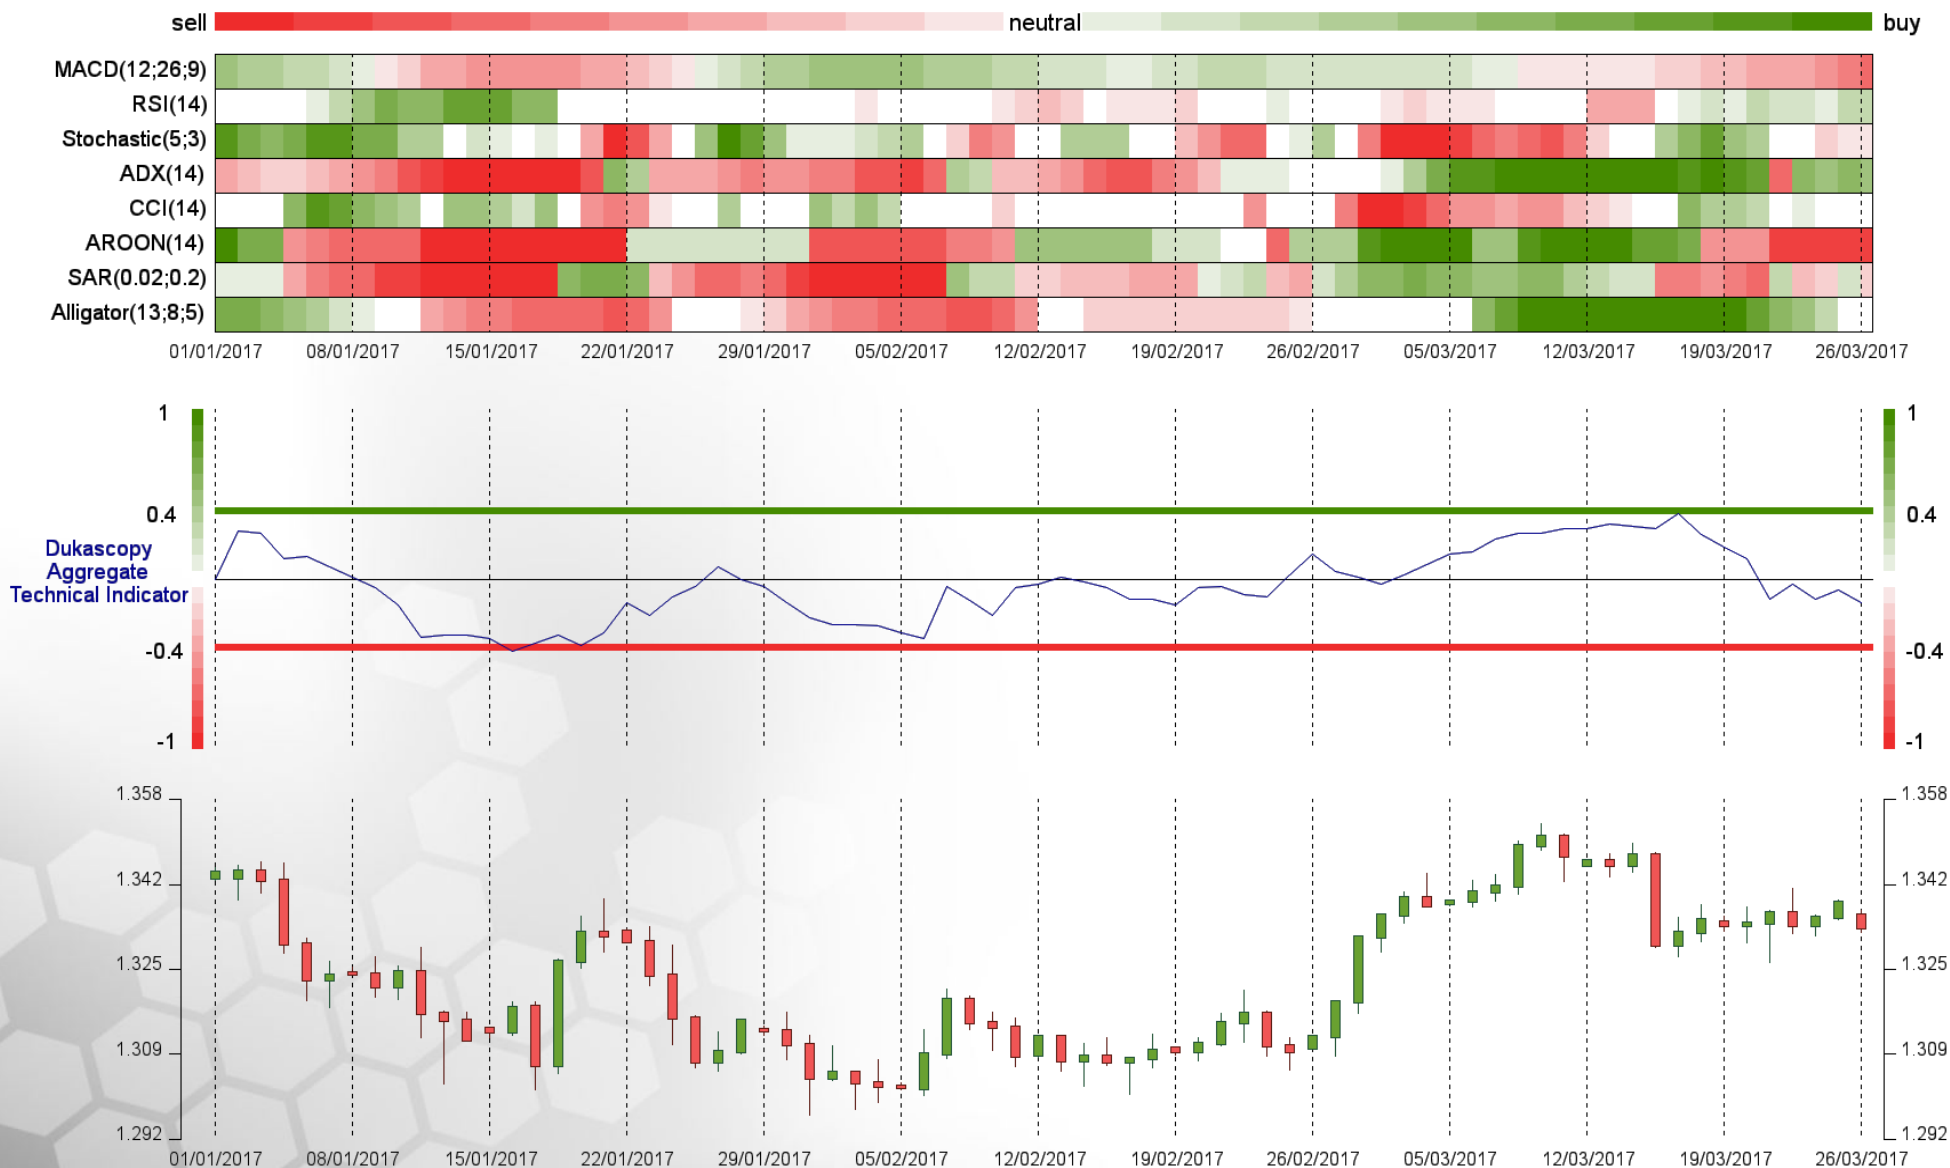 sell neutral buy
MACD(12;26;9)
RSI(14)
Stochastic(5;3)
ADX(14)
CCI(14)
AROON(14)
SAR(0.02;0.2)
Alligator(13;8;5)
01/01/2017 08/01/2017 15/01/2017 22/01/2017 29/01/2017 05/02/2017 12/02/2017 19/02/2017 26/02/2017 05/03/2017 12/03/2017 19/03/2017 26/03/2017
1 1
0.4 0.4
Dukascopy
Aggregate
Technical Indicator
-0.4 -0.4
-1 -1
1.358 1.358
1.342 1.342
1.325 1.325
1.309 1.309
1.292 1.292
01/01/2017 08/01/2017 15/01/2017 22/01/2017 29/01/2017 05/02/2017 12/02/2017 19/02/2017 26/02/2017 05/03/2017 12/03/2017 19/03/2017 26/03/2017